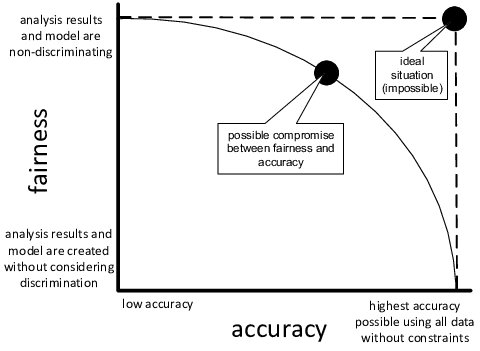 analysis results
and model are
non-discriminating
ideal
situation
(impossible)
possible compromise
between fairness and
accuracy
fairness
analysis results and
model are created
without considering
discrimination
low accuracy
highest accuracy
possible using all data
without constraints
accuracy